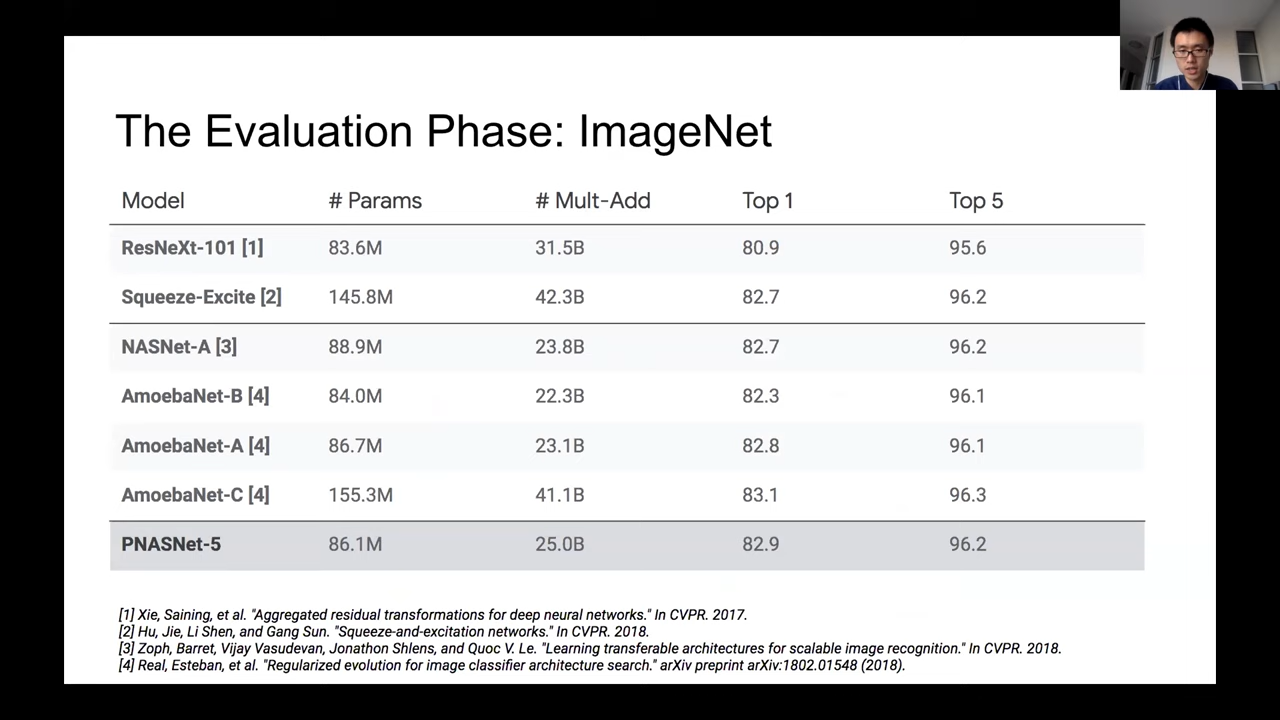 The Evaluation Phase: ImageNet
Model # Params # Mult-Add Top 1 Top 5
ResNeXt-101 [1] 83.6M 31.5B 80.9 95.6
Squeeze-Excite [2] 145.8M 42.3B 82.7 96.2
NASNet-A [3] 88.9M 23.8B 82.7 96.2
AmoebaNet-B [4] 84.0M 22.3B 82.3 96.1
AmoebaNet-A [4] 86.7M 23.1B 82.8 96.1
AmoebaNet-C [4] 155.3M 41.1B 83.1 96.3
PNASNet-5 86.1M 25.0B 82.9 96.2
[1] Xie, Saining, et al. "Aggregated residual transformations for deep neural networks." In CVPR. 2017.
[2] Hu, Jie, Li Shen, and Gang Sun. "Squeeze-and-excitation networks." In CVPR. 2018.
[3] Zoph, Barret, Vijay Vasudevan, Jonathon Shlens, and Quoc V. Le. "Learning transferable architectures for scalable image recognition." In CVPR. 2018.
[4] Real, Esteban, et al. "Regularized evolution for image classifier architecture search." arXiv preprint arXiv:1802.01548 (2018).